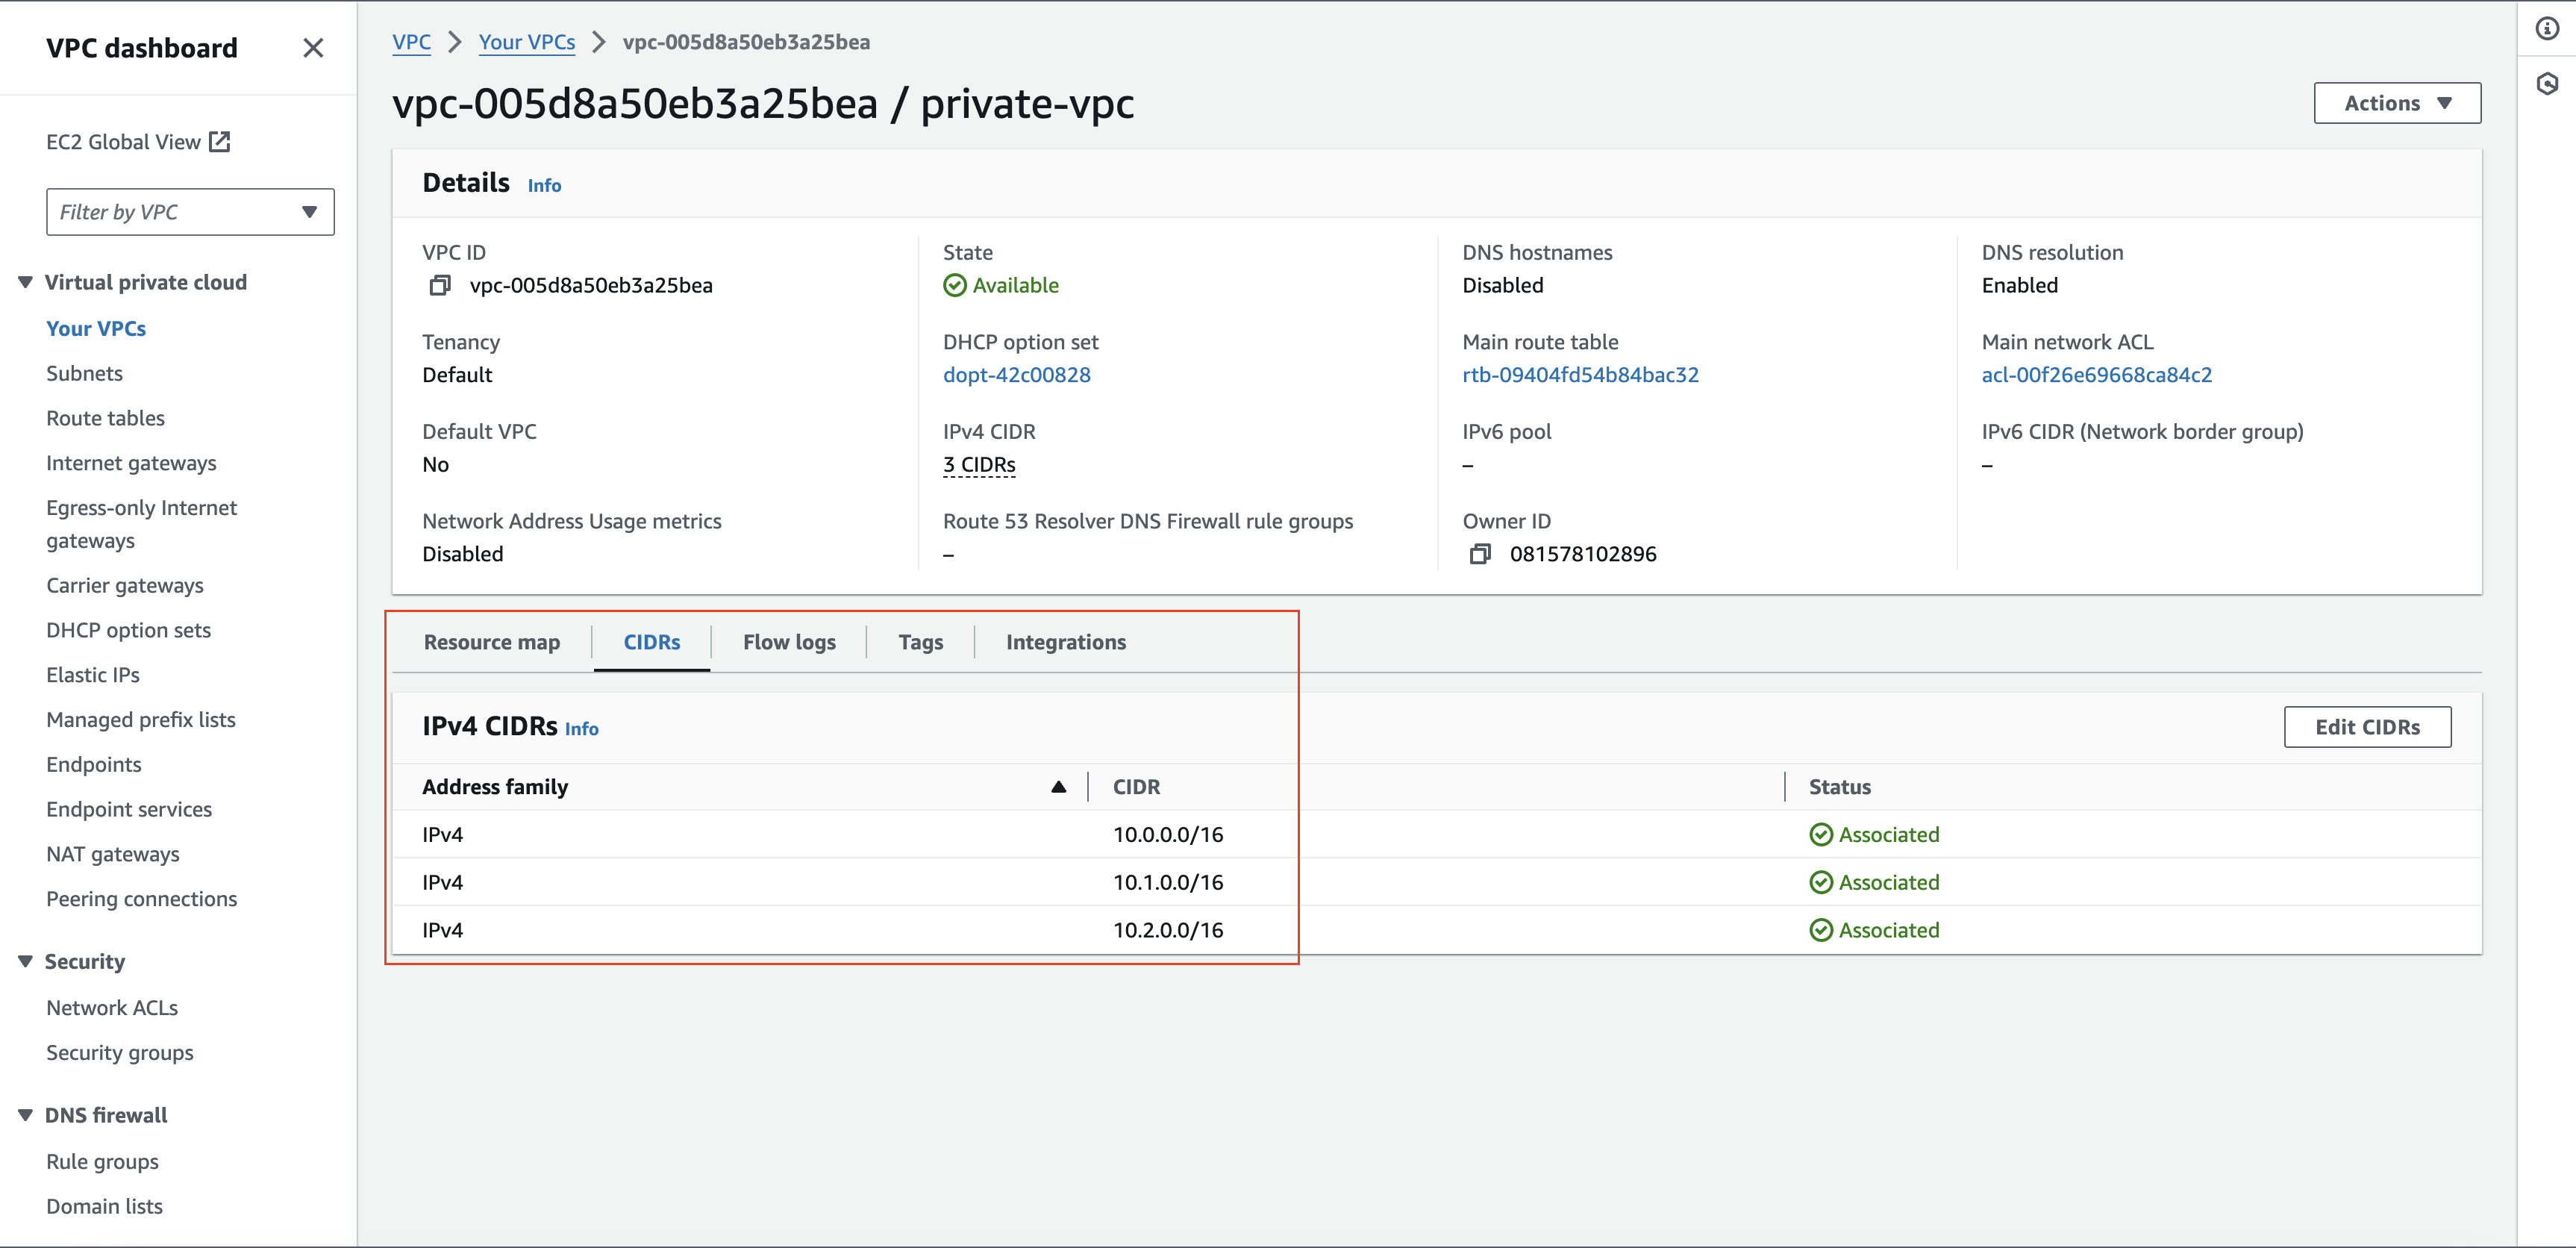 VPC dashboard
EC2 Global View
Filter by VPC
Virtual private cloud
Your VPCs
Subnets
Route tables
Internet gateways
Egress-only Internet
gateways
Carrier gateways
DHCP option sets
Elastic IPs
Managed prefix lists
Endpoints
Endpoint services
NAT gateways
Peering connections
Security
Network ACLs
Security groups
DNS firewall
Rule groups
Domain lists
VPC > Your VPCs > vpc-005d8a50eb3a25bea
vpc-005d8a50eb3a25bea / private-vpc
Actions
Details Info
VPC ID
vpc-005d8a50eb3a25bea
State
Available
DNS hostnames
Disabled
DNS resolution
Enabled
Tenancy
Default
DHCP option set
dopt-42c00828
Main route table
rtb-09404fd54b84bac32
Main network ACL
acl-00f26e69668ca84c2
Default VPC
No
IPv4 CIDR
3 CIDRs
IPv6 pool
–
IPv6 CIDR (Network border group)
–
Network Address Usage metrics
Disabled
Route 53 Resolver DNS Firewall rule groups
–
Owner ID
081578102896
Resource map CIDRs Flow logs Tags Integrations
IPv4 CIDRs Info
Edit CIDRs
Address family CIDR Status
IPv4 10.0.0.0/16 Associated
IPv4 10.1.0.0/16 Associated
IPv4 10.2.0.0/16 Associated